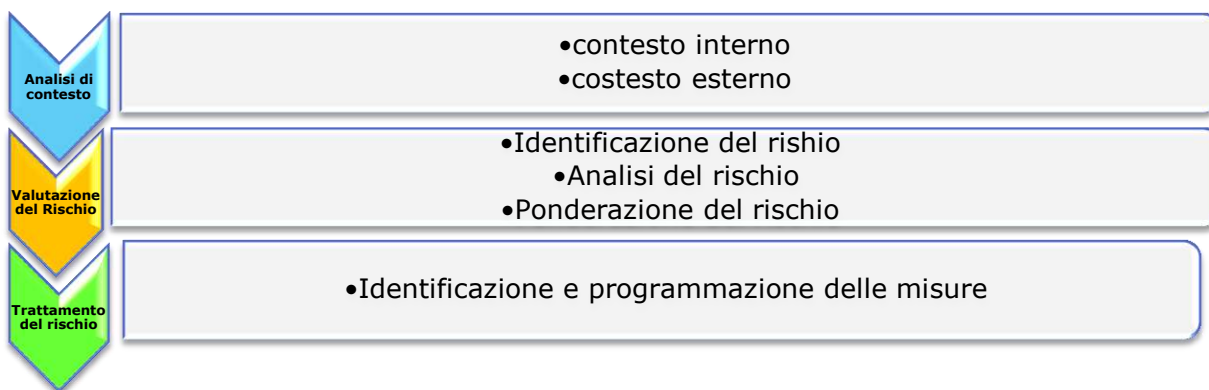 Analisi di
contesto
•contesto interno
•costesto esterno
Valutazione
del Rischio
•Identificazione del rishio
•Analisi del rischio
•Ponderazione del rischio
Trattamento
del rischio
•Identificazione e programmazione delle misure